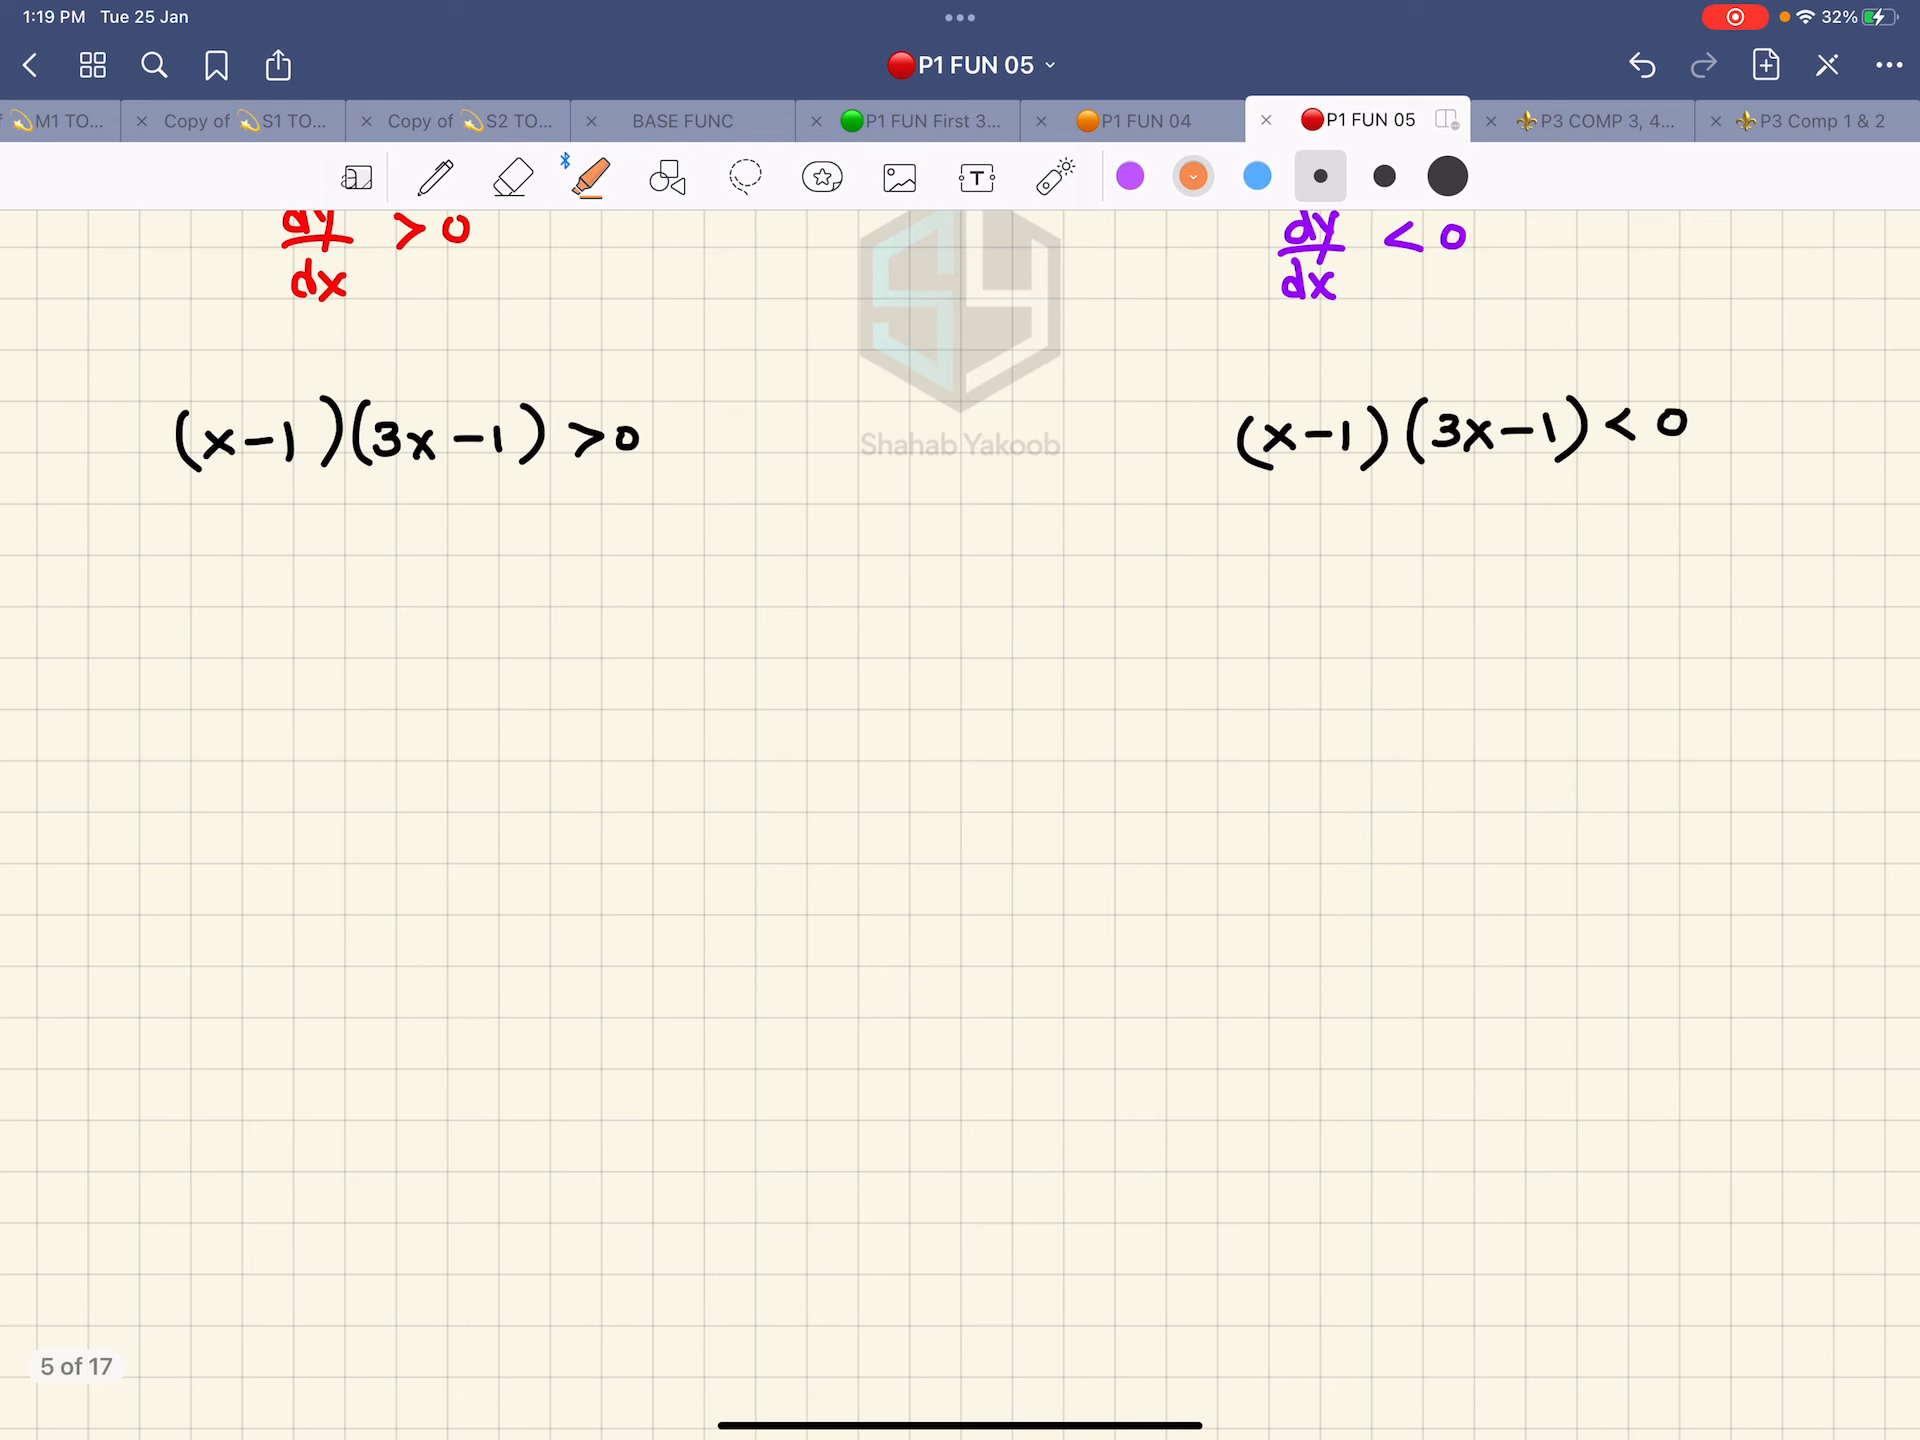 1:19 PM Tue 25 Jan
32%
P1 FUN 05
M1 TO...
Copy of S1 TO...
Copy of S2 TO...
BASE FUNC
P1 FUN First 3...
P1 FUN 04
P1 FUN 05
P3 COMP 3, 4...
P3 Comp 1 & 2
dy/dx > 0
dy/dx < 0
(x-1)(3x-1) > 0
(x-1)(3x-1) < 0
Shahab Yakoob
5 of 17